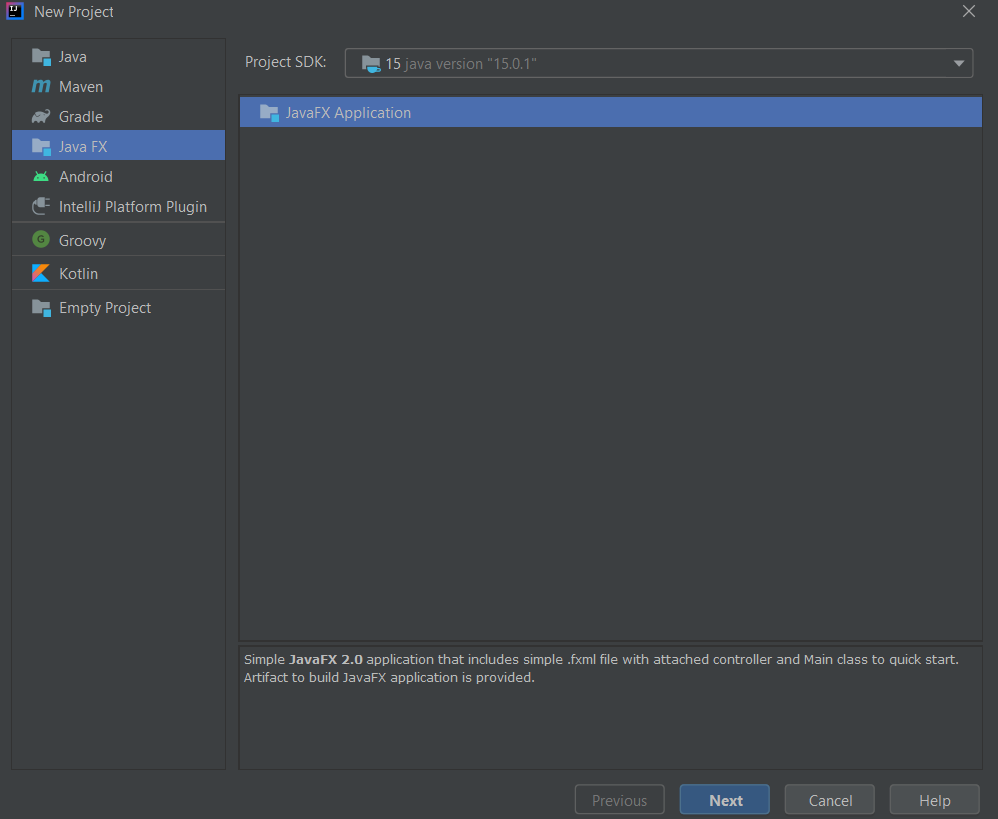 New Project
Java
Maven
Gradle
Java FX
Android
IntelliJ Platform Plugin
Groovy
Kotlin
Empty Project
Project SDK:
15 java version "15.0.1"
JavaFX Application
Simple JavaFX 2.0 application that includes simple .fxml file with attached controller and Main class to quick start.
Artifact to build JavaFX application is provided.
Previous
Next
Cancel
Help